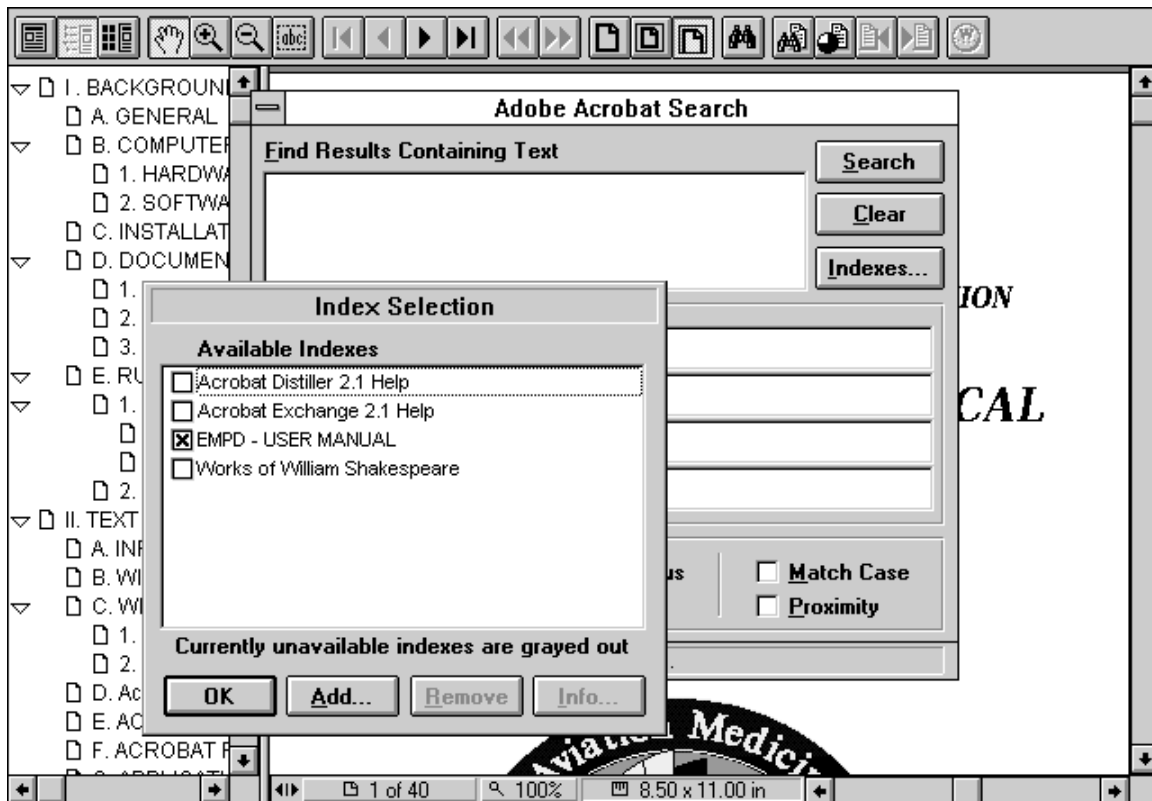 abc
W
I. BACKGROUN
A. GENERAL
B. COMPUTER
1. HARDWA
2. SOFTWA
C. INSTALLAT
D. DOCUMEN
1.
2.
3.
E. RU
1.
2.
II. TEXT
A. INF
B. WI
C. WI
1.
2.
D. Ac
E. AC
F. ACROBAT
Adobe Acrobat Search
Find Results Containing Text
Search
Clear
Indexes...
ION
CAL
us
Match Case
Proximity
Index Selection
Available Indexes
Acrobat Distiller 2.1 Help
Acrobat Exchange 2.1 Help
EMPD - USER MANUAL
Works of William Shakespeare
Currently unavailable indexes are grayed out
OK
Add...
Remove
Info...
Aviation Medicin
1 of 40
100%
8.50 x 11.00 in